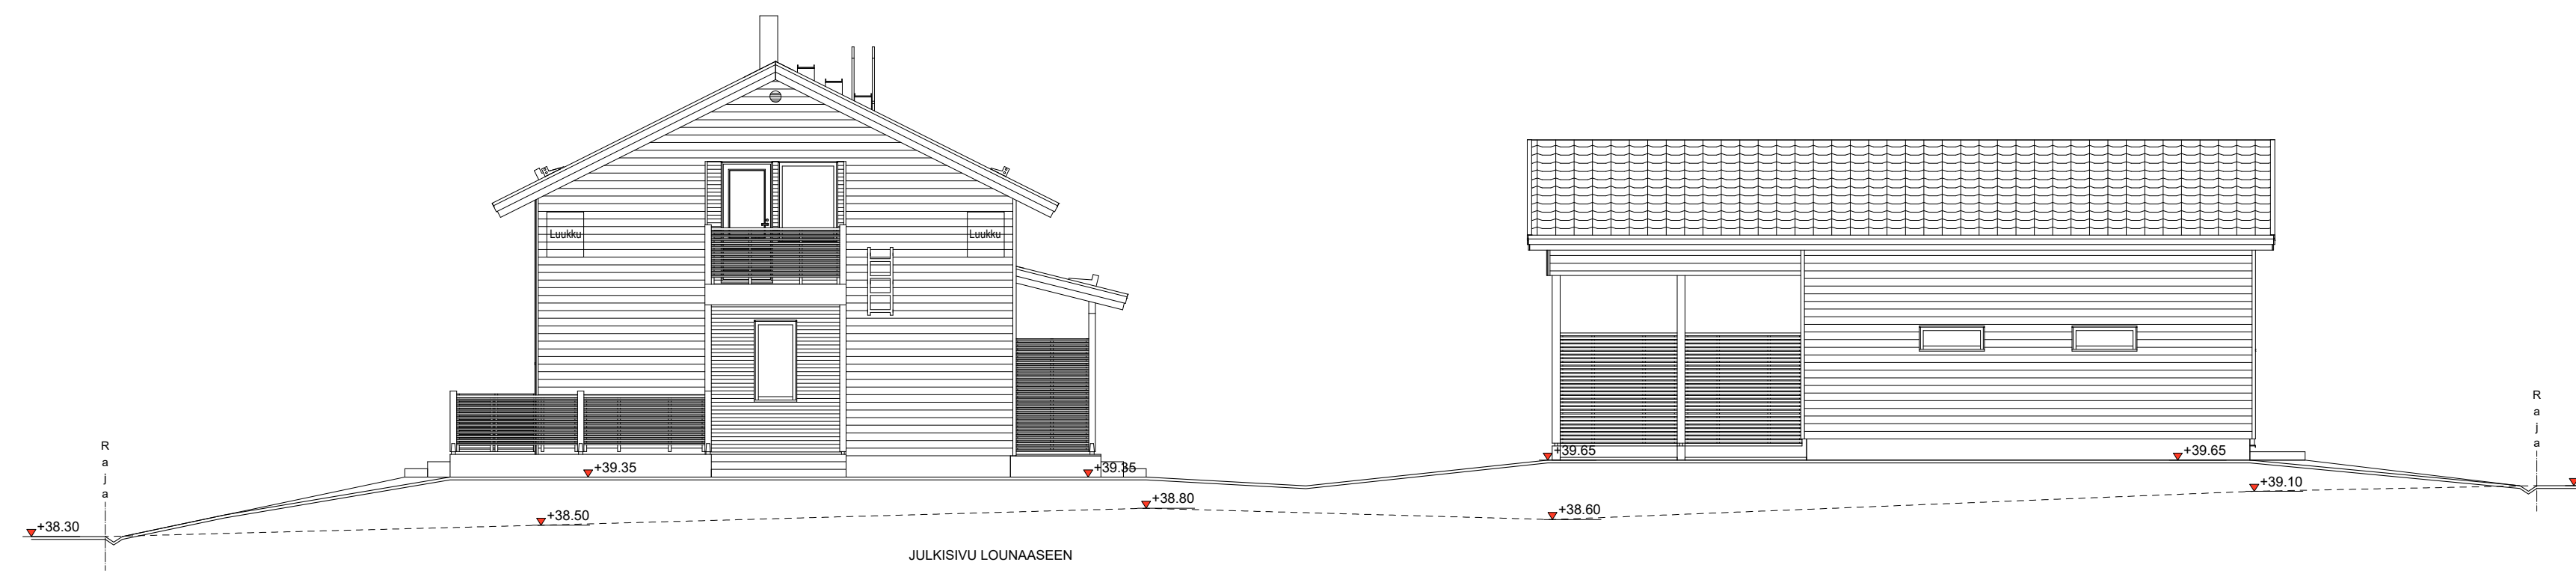 Luukku
Luukku
R
a
j
a
R
a
j
a
+39.35
+39.35
+39.65
+39.65
+38.30
+38.50
+38.80
+38.60
+39.10
JULKISIVU LOUNAASEEN